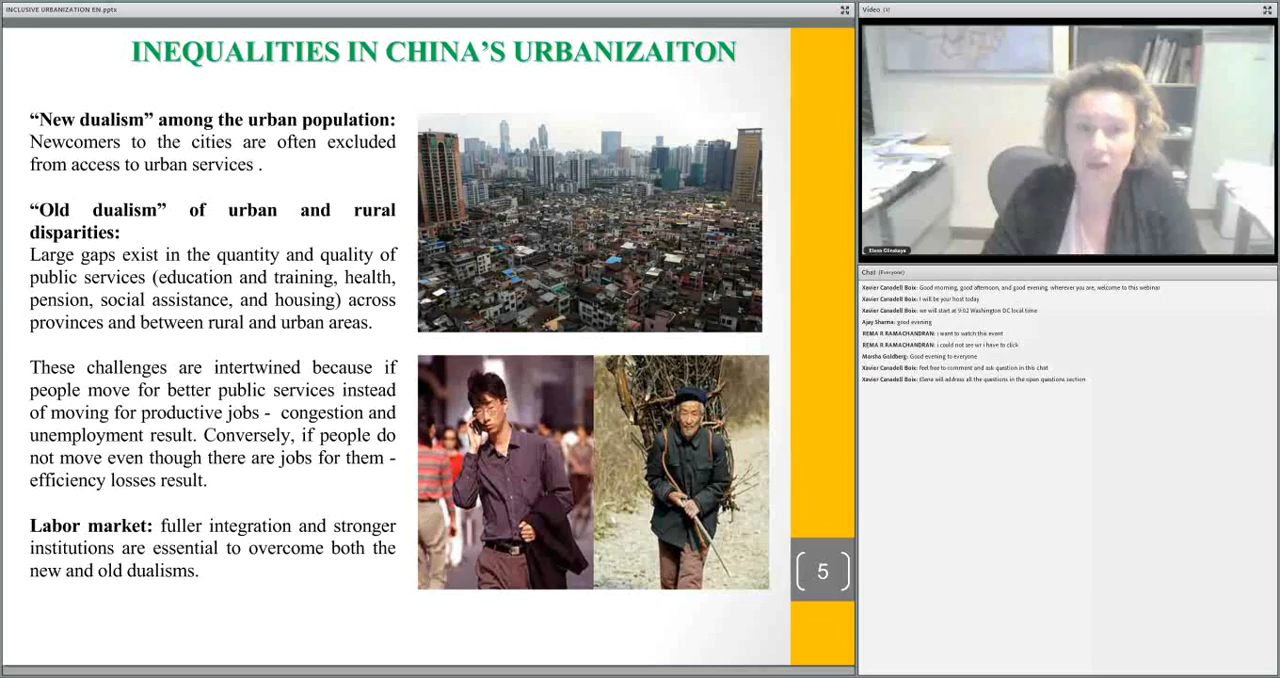 INCLUSIVE URBANIZATION EN.pptx
INEQUALITIES IN CHINA'S URBANIZAITON
“New dualism” among the urban population:
Newcomers to the cities are often excluded
from access to urban services .
“Old dualism” of urban and rural
disparities:
Large gaps exist in the quantity and quality of
public services (education and training, health,
pension, social assistance, and housing) across
provinces and between rural and urban areas.
These challenges are intertwined because if
people move for better public services instead
of moving for productive jobs - congestion and
unemployment result. Conversely, if people do
not move even though there are jobs for them -
efficiency losses result.
Labor market: fuller integration and stronger
institutions are essential to overcome both the
new and old dualisms.
5
Video (1)
Elena Glinskaya
Chat (Everyone)
Xavier Canadell Boix: Good morning, good afternoon, and good evening wherever you are, welcome to this webinar
Xavier Canadell Boix: I will be your host today
Xavier Canadell Boix: we will start at 9:02 Washington DC local time
Ajay Sharma: good evening
REMA R RAMACHANDRAN: i want to watch this event
REMA R RAMACHANDRAN: i could not see wr i have to click
Marsha Goldberg: Good evening to everyone
Xavier Canadell Boix: feel free to comment and ask question in this chat
Xavier Canadell Boix: Elena will address all the questions in the open questions section